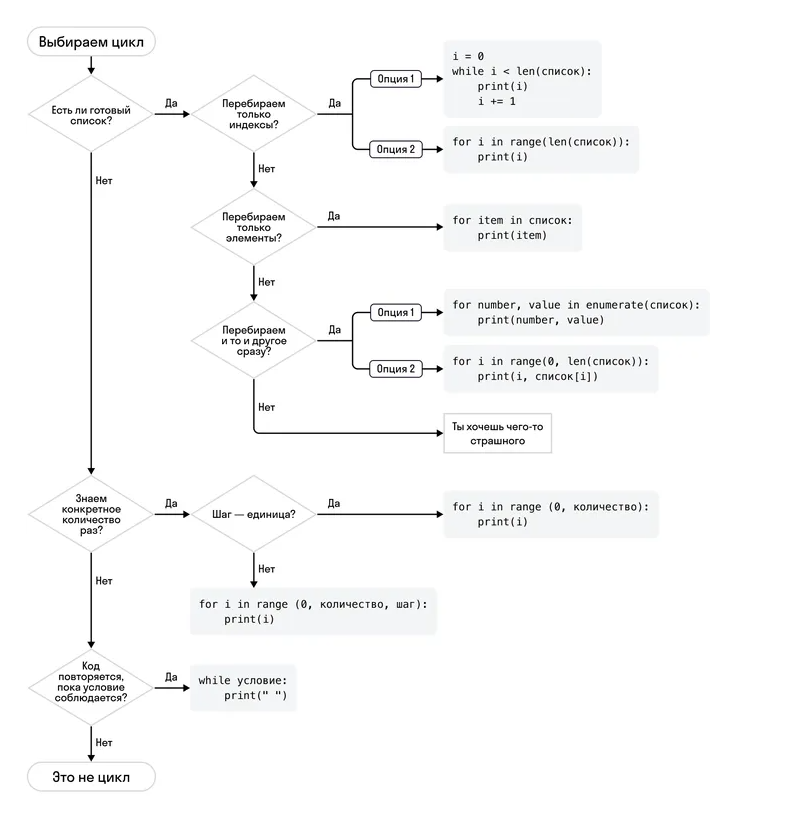 Выбираем цикл
Есть ли готовый
список?
Да
Перебираем
только
индексы?
Да
Опция 1
i = 0
while i < len(список):
    print(i)
    i += 1
Опция 2
for i in range(len(список)):
    print(i)
Нет
Нет
Перебираем
только
элементы?
Да
for item in список:
    print(item)
Нет
Перебираем
и то и другое
сразу?
Да
Опция 1
for number, value in enumerate(список):
    print(number, value)
Опция 2
for i in range(0, len(список)):
    print(i, список[i])
Нет
Ты хочешь чего-то
страшного
Знаем
конкретное
количество
раз?
Да
Шаг — единица?
Да
for i in range (0, количество):
    print(i)
Нет
Нет
for i in range (0, количество, шаг):
    print(i)
Код
повторяется,
пока условие
соблюдается?
Да
while условие:
    print(" ")
Нет
Это не цикл